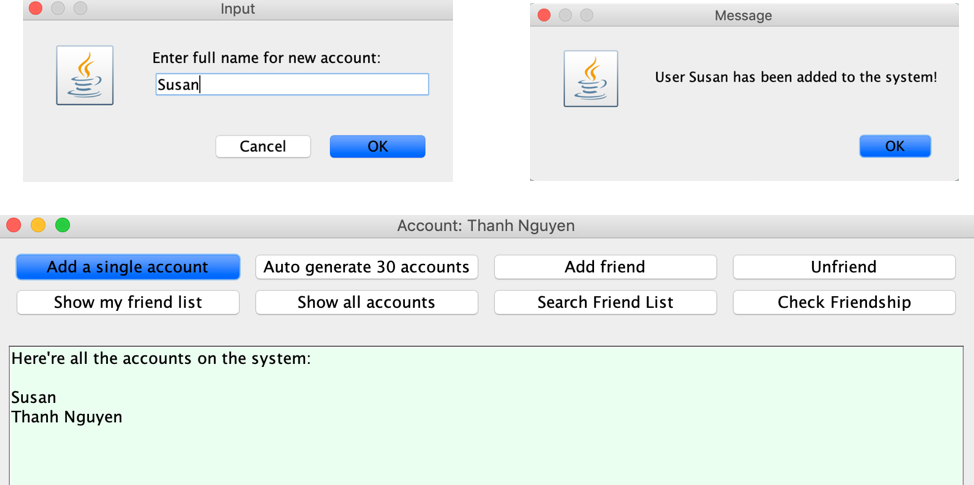 Input
Enter full name for new account:
Susan
Cancel
OK
Message
User Susan has been added to the system!
OK
Account: Thanh Nguyen
Add a single account
Auto generate 30 accounts
Add friend
Unfriend
Show my friend list
Show all accounts
Search Friend List
Check Friendship
Here're all the accounts on the system:
Susan
Thanh Nguyen